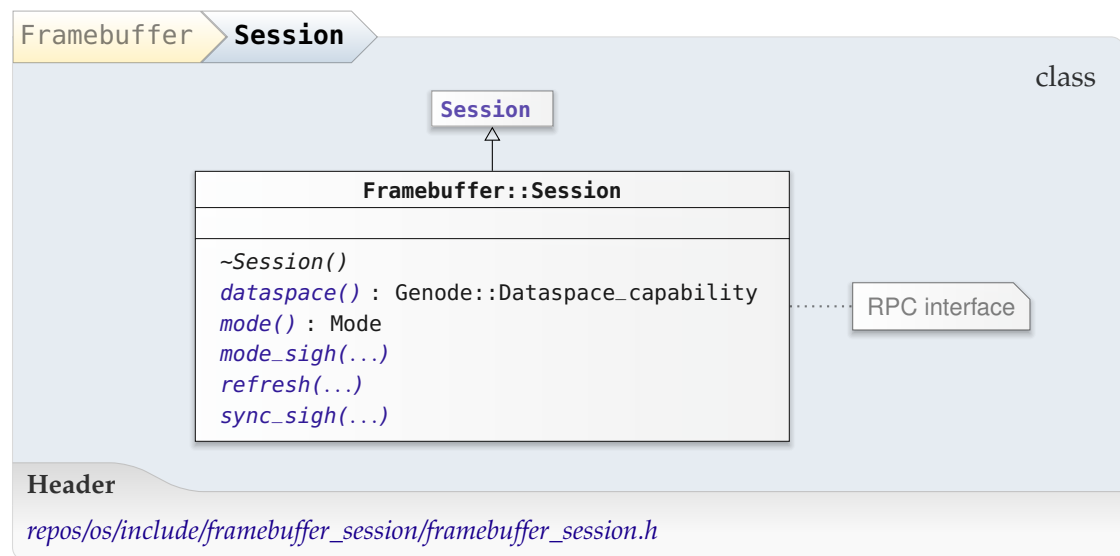 Framebuffer Session
class
Session
Framebuffer::Session
~Session()
dataspace() : Genode::Dataspace_capability
mode() : Mode
mode_sigh(...)
refresh(...)
sync_sigh(...)
RPC interface
Header
repos/os/include/framebuffer_session/framebuffer_session.h